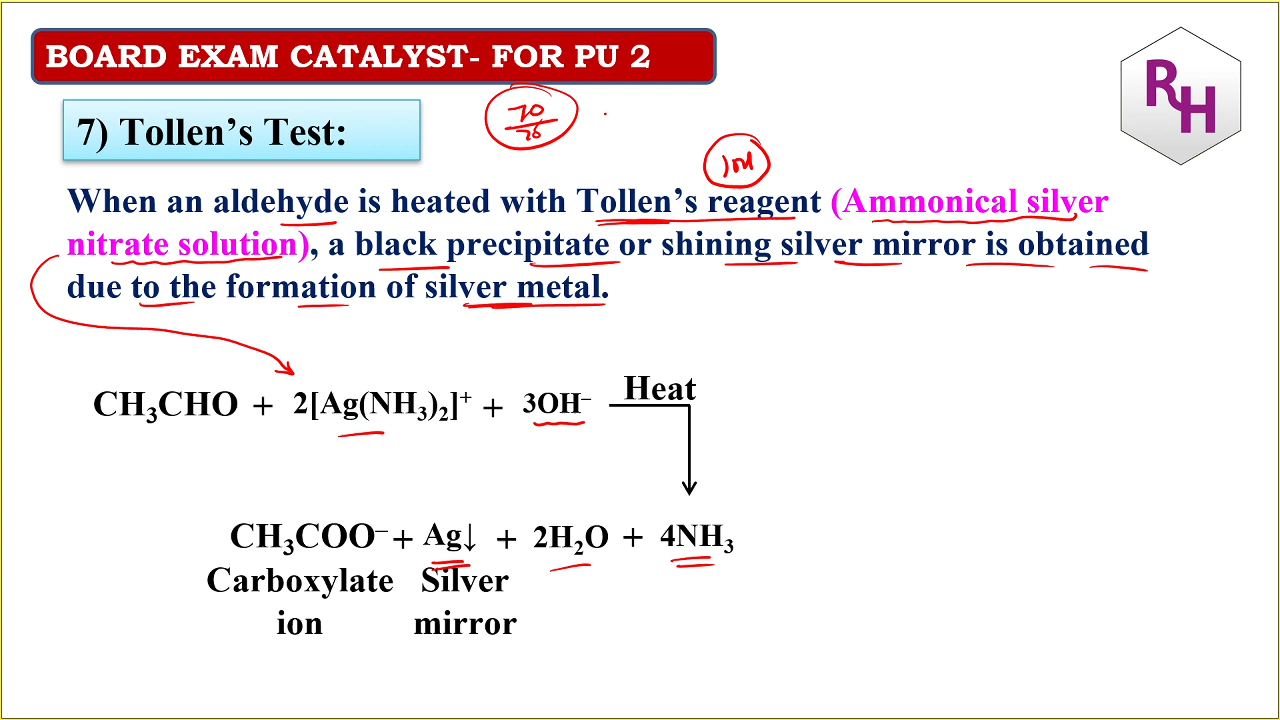 BOARD EXAM CATALYST- FOR PU 2
RH
7) Tollen's Test:
70
When an aldehyde is heated with Tollen's reagent (Ammonical silver
nitrate solution), a black precipitate or shining silver mirror is obtained
due to the formation of silver metal.
CH₃CHO + 2[Ag(NH₃)₂]⁺ + 3OH⁻ Heat
CH₃COO⁻ + Ag↓ + 2H₂O + 4NH₃
Carboxylate Silver
ion mirror